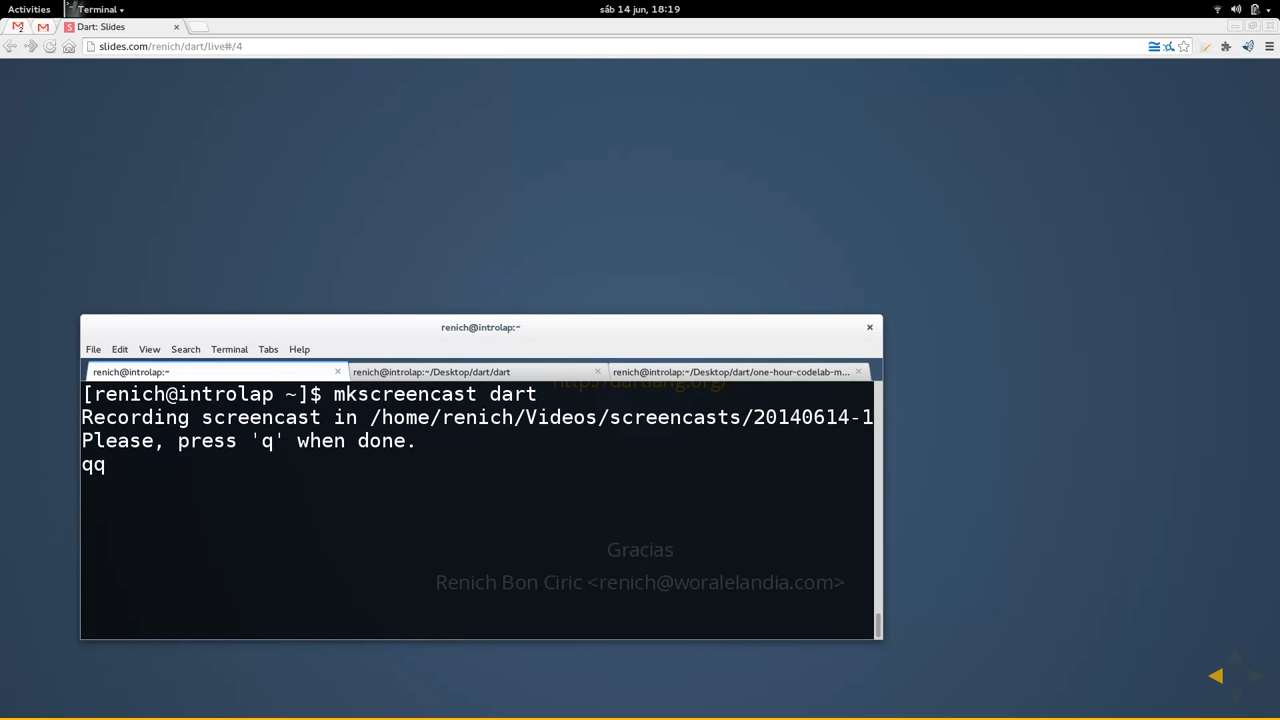 Activities
Terminal
sáb 14 jun, 18:19
Dart: Slides
slides.com/renich/dart/live#/4
renich@introlap:~
File Edit View Search Terminal Tabs Help
renich@introlap:~
renich@introlap:~/Desktop/dart/dart
renich@introlap:~/Desktop/dart/one-hour-codelab-m...
http://dartlang.org/
[renich@introlap ~]$ mkscreencast dart
Recording screencast in /home/renich/Videos/screencasts/20140614-1
Please, press 'q' when done.
qq
Gracias
Renich Bon Ciric <renich@woralelandia.com>